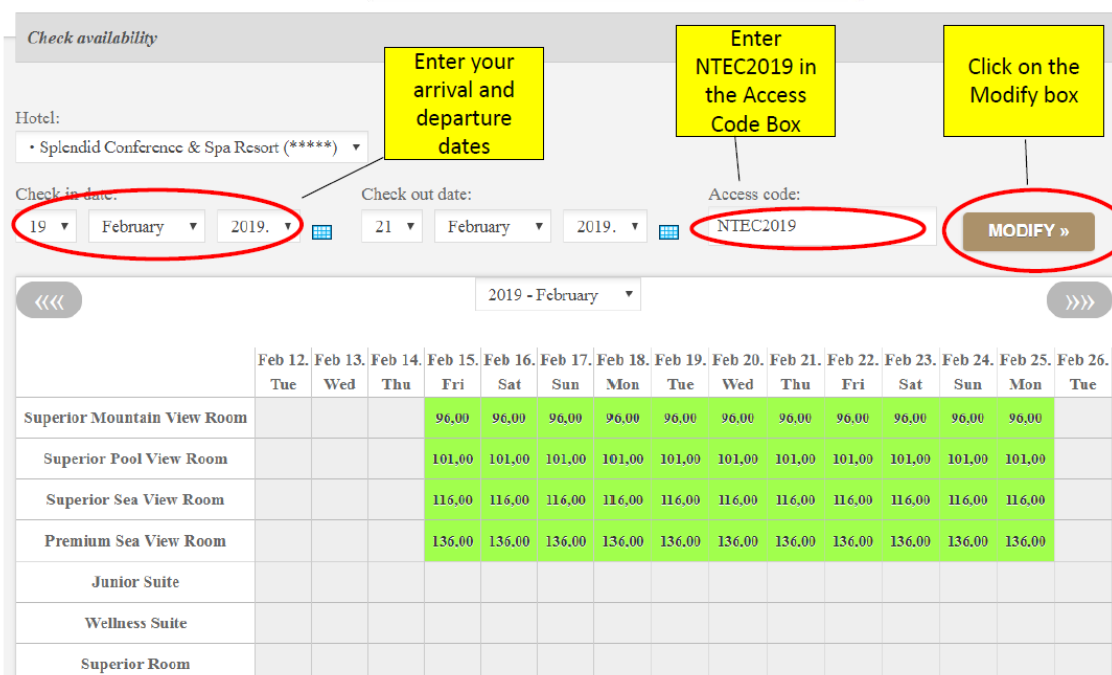 Check availability
Enter your
arrival and
departure
dates
Enter
NTEC2019 in
the Access
Code Box
Click on the
Modify box
Hotel:
• Splendid Conference & Spa Resort (*****) ▼
Check in date:
Check out date:
Access code:
19 ▼ February ▼ 2019. ▼
21 ▼ February ▼ 2019. ▼
NTEC2019
MODIFY »
«« 2019 - February ▼ »»
Feb 12. Feb 13. Feb 14. Feb 15. Feb 16. Feb 17. Feb 18. Feb 19. Feb 20. Feb 21. Feb 22. Feb 23. Feb 24. Feb 25. Feb 26.
Tue Wed Thu Fri Sat Sun Mon Tue Wed Thu Fri Sat Sun Mon Tue
Superior Mountain View Room 96,00 96,00 96,00 96,00 96,00 96,00 96,00 96,00 96,00 96,00 96,00
Superior Pool View Room 101,00 101,00 101,00 101,00 101,00 101,00 101,00 101,00 101,00 101,00 101,00
Superior Sea View Room 116,00 116,00 116,00 116,00 116,00 116,00 116,00 116,00 116,00 116,00 116,00
Premium Sea View Room 136,00 136,00 136,00 136,00 136,00 136,00 136,00 136,00 136,00 136,00 136,00
Junior Suite
Wellness Suite
Superior Room